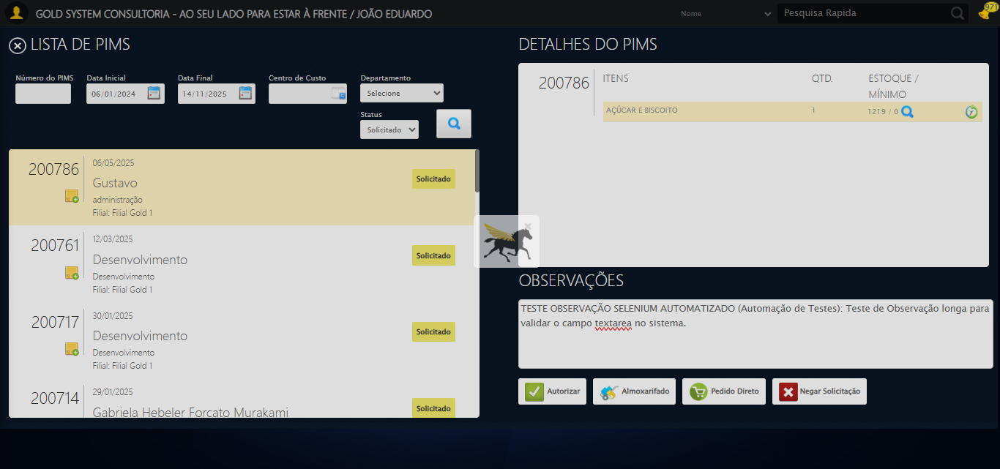 GOLD SYSTEM CONSULTORIA - AO SEU LADO PARA ESTAR À FRENTE / JOÃO EDUARDO
Nome
Pesquisa Rapida
971
LISTA DE PIMS
Número do PIMS
Data Inicial
Data Final
Centro de Custo
Departamento
06/01/2024
14/11/2025
Selecione
Status
Solicitado
200786
06/05/2025
Gustavo
administração
Filial: Filial Gold 1
Solicitado
200761
12/03/2025
Desenvolvimento
Desenvolvimento
Filial: Filial Gold 1
Solicitado
200717
30/01/2025
Desenvolvimento
Desenvolvimento
Filial: Filial Gold 1
Solicitado
200714
29/01/2025
Gabriela Hebeler Forcato Murakami
Solicitado
DETALHES DO PIMS
200786
ITENS
QTD.
ESTOQUE /
MÍNIMO
AÇÚCAR E BISCOITO
1
1219 / 0
OBSERVAÇÕES
TESTE OBSERVAÇÃO SELENIUM AUTOMATIZADO (Automação de Testes): Teste de Observação longa para
validar o campo textarea no sistema.
Autorizar
Almoxarifado
Pedido Direto
Negar Solicitação